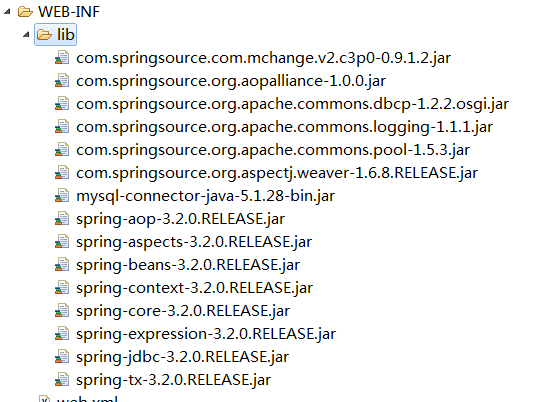 WEB-INF
lib
com.springsource.com.mchange.v2.c3p0-0.9.1.2.jar
com.springsource.org.aopalliance-1.0.0.jar
com.springsource.org.apache.commons.dbcp-1.2.2.osgi.jar
com.springsource.org.apache.commons.logging-1.1.1.jar
com.springsource.org.apache.commons.pool-1.5.3.jar
com.springsource.org.aspectj.weaver-1.6.8.RELEASE.jar
mysql-connector-java-5.1.28-bin.jar
spring-aop-3.2.0.RELEASE.jar
spring-aspects-3.2.0.RELEASE.jar
spring-beans-3.2.0.RELEASE.jar
spring-context-3.2.0.RELEASE.jar
spring-core-3.2.0.RELEASE.jar
spring-expression-3.2.0.RELEASE.jar
spring-jdbc-3.2.0.RELEASE.jar
spring-tx-3.2.0.RELEASE.jar
web.xml